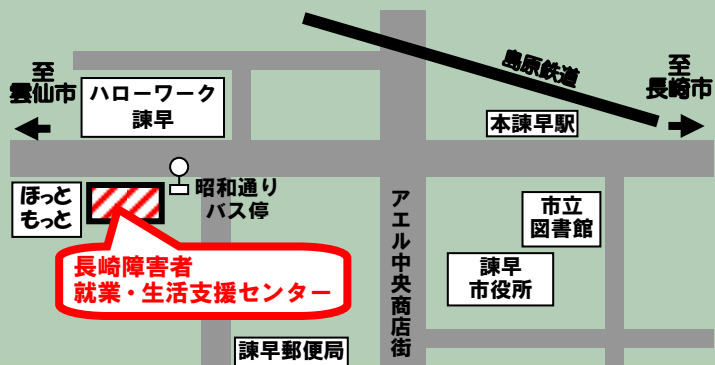 至
雲仙市
ハローワーク
諫早
島原鉄道
至
長崎市
本諫早駅
ほっと
もっと
昭和通り
バス停
アエル中央商店街
市立
図書館
諫早
市役所
長崎障害者
就業・生活支援センター
諫早郵便局